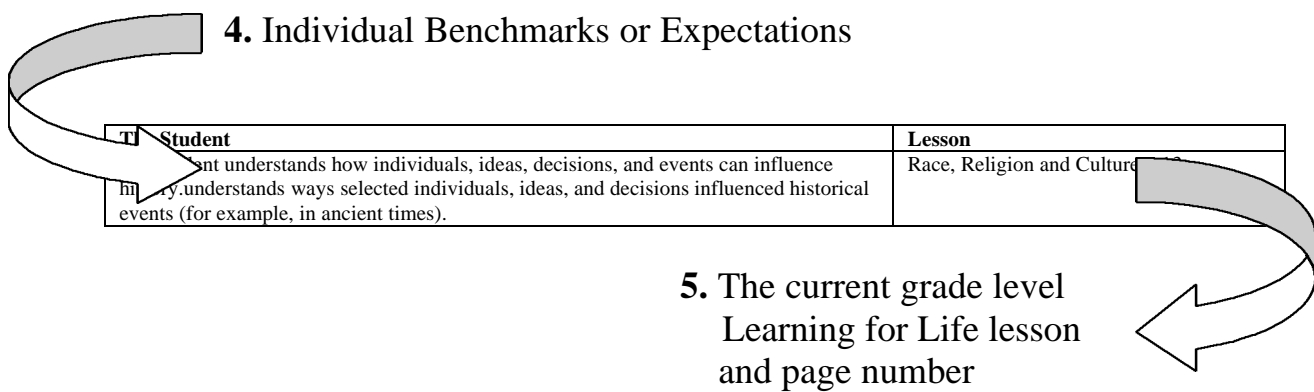 4. Individual Benchmarks or Expectations
Student
Lesson
understands how individuals, ideas, decisions, and events can influence
Race, Religion and Culture
understands ways selected individuals, ideas, and decisions influenced historical
events (for example, in ancient times).
5. The current grade level
Learning for Life lesson
and page number